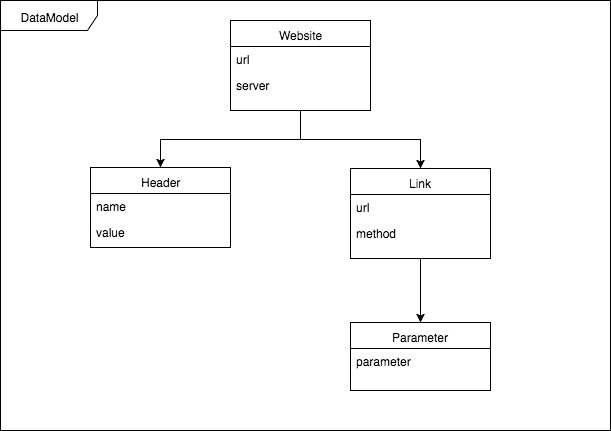 DataModel
Website
url
server
Header
name
value
Link
url
method
Parameter
parameter